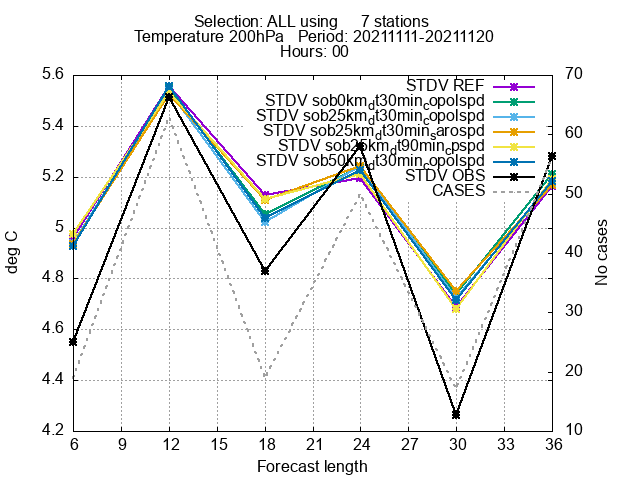 Selection: ALL using 7 stations
Temperature 200hPa Period: 20211111-20211120
Hours: 00
STDV REF
STDV sob0km_dt30min_copolspd
STDV sob25km_dt30min_copolspd
STDV sob25km_dt30min_sarospd
STDV sob25km_dt90min_cpspd
STDV sob50km_dt30min_copolspd
STDV OBS
CASES
5.6
5.4
5.2
5
4.8
4.6
4.4
4.2
deg C
70
60
50
40
30
20
10
No cases
6 9 12 15 18 21 24 27 30 33 36
Forecast length